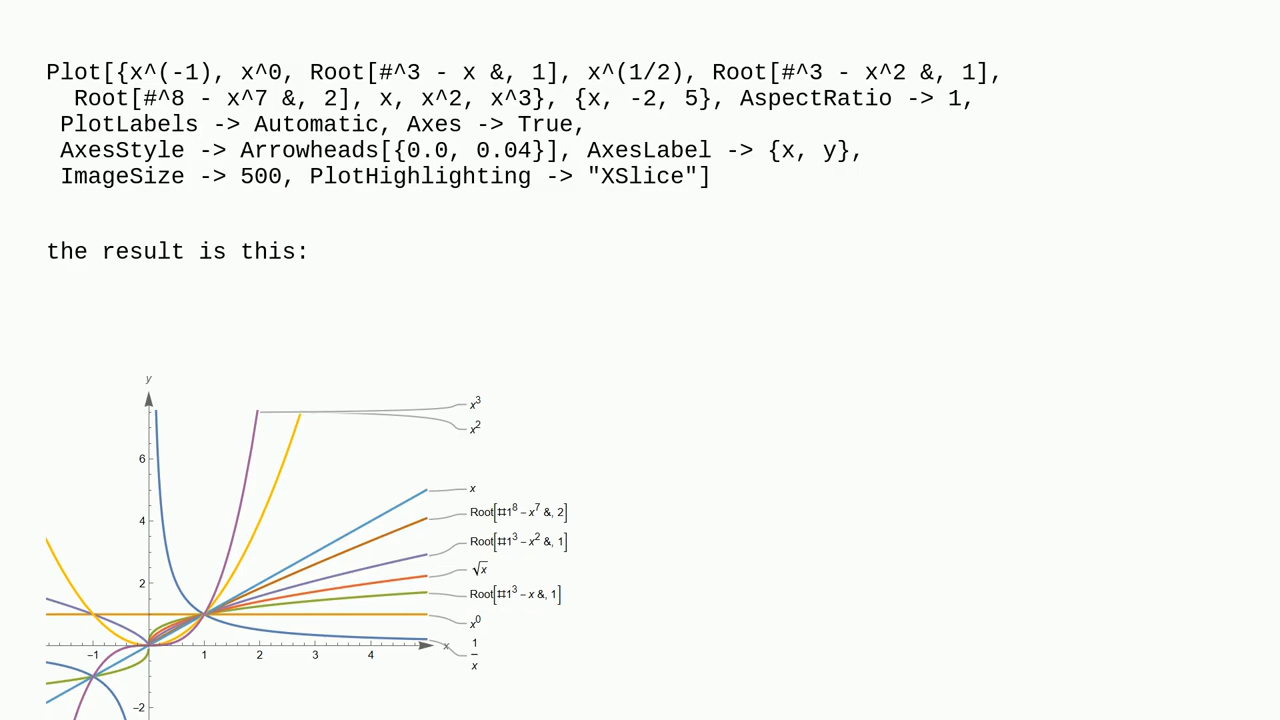 Plot[{x^(-1), x^0, Root[#^3 - x &, 1], x^(1/2), Root[#^3 - x^2 &, 1],
Root[#^8 - x^7 &, 2], x, x^2, x^3}, {x, -2, 5}, AspectRatio -> 1,
PlotLabels -> Automatic, Axes -> True,
AxesStyle -> Arrowheads[{0.0, 0.04}], AxesLabel -> {x, y},
ImageSize -> 500, PlotHighlighting -> "XSlice"]
the result is this:
y
x³
x²
6
x
Root[#1⁸ – x⁷ &, 2]
4
Root[#1³ – x² &, 1]
√x
2
Root[#1³ – x &, 1]
x⁰
–1 1 2 3 4 x
1/x
–2